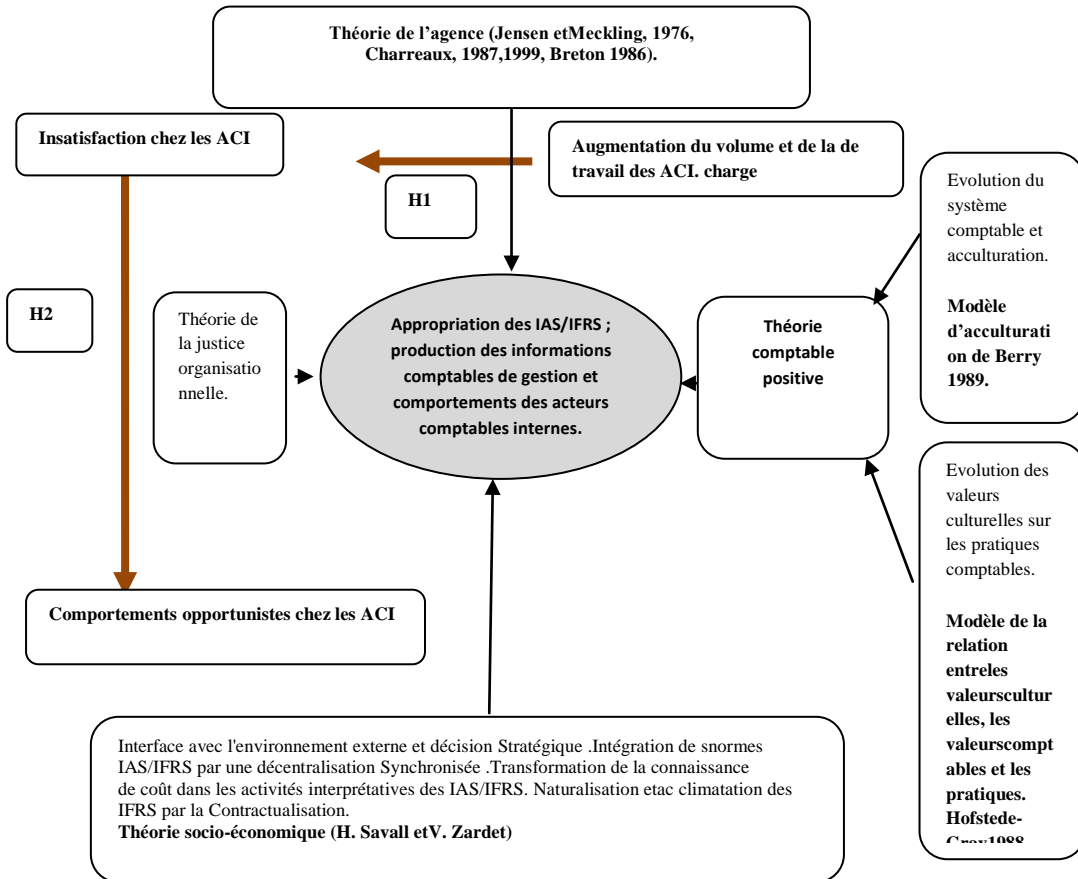 Théorie de l'agence (Jensen etMeckling, 1976,
Charreaux, 1987,1999, Breton 1986).
Insatisfaction chez les ACI
Augmentation du volume et de la de
travail des ACI. charge
H1
Evolution du
système
comptable et
acculturation.
Modèle
d'acculturati
on de Berry
1989.
H2
Théorie de
la justice
organisatio
nnelle.
Appropriation des IAS/IFRS ;
production des informations
comptables de gestion et
comportements des acteurs
comptables internes.
Théorie
comptable
positive
Evolution des
valeurs
culturelles sur
les pratiques
comptables.
Modèle de la
relation
entreles
valeurscultur
elles, les
valeurscompt
ables et les
pratiques.
Hofstede-
Gray1988
Comportements opportunistes chez les ACI
Interface avec l'environnement externe et décision Stratégique .Intégration de snormes
IAS/IFRS par une décentralisation Synchronisée .Transformation de la connaissance
de coût dans les activités interprétatives des IAS/IFRS. Naturalisation etac climatation des
IFRS par la Contractualisation.
Théorie socio-économique (H. Savall etV. Zardet)